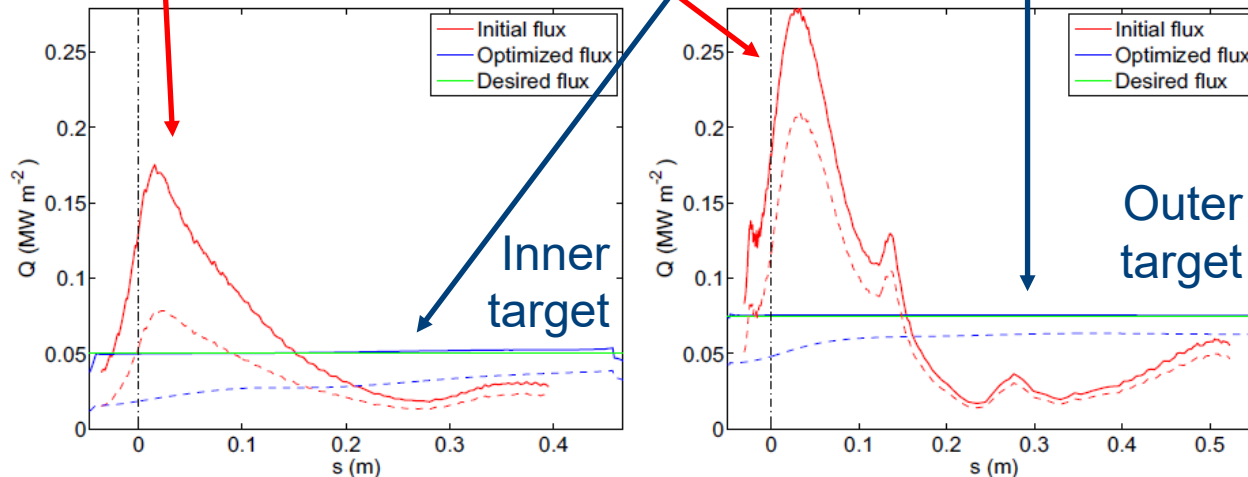 Initial flux
Optimized flux
Desired flux
0.25
0.2
0.15
0.1
0.05
0
Q (MW m-2 )
0
0.1
0.2
0.3
0.4
s (m)
Inner
target
Initial flux
Optimized flux
Desired flux
0.25
0.2
0.15
0.1
0.05
0
Q (MW m-2 )
0
0.1
0.2
0.3
0.4
0.5
s (m)
Outer
target